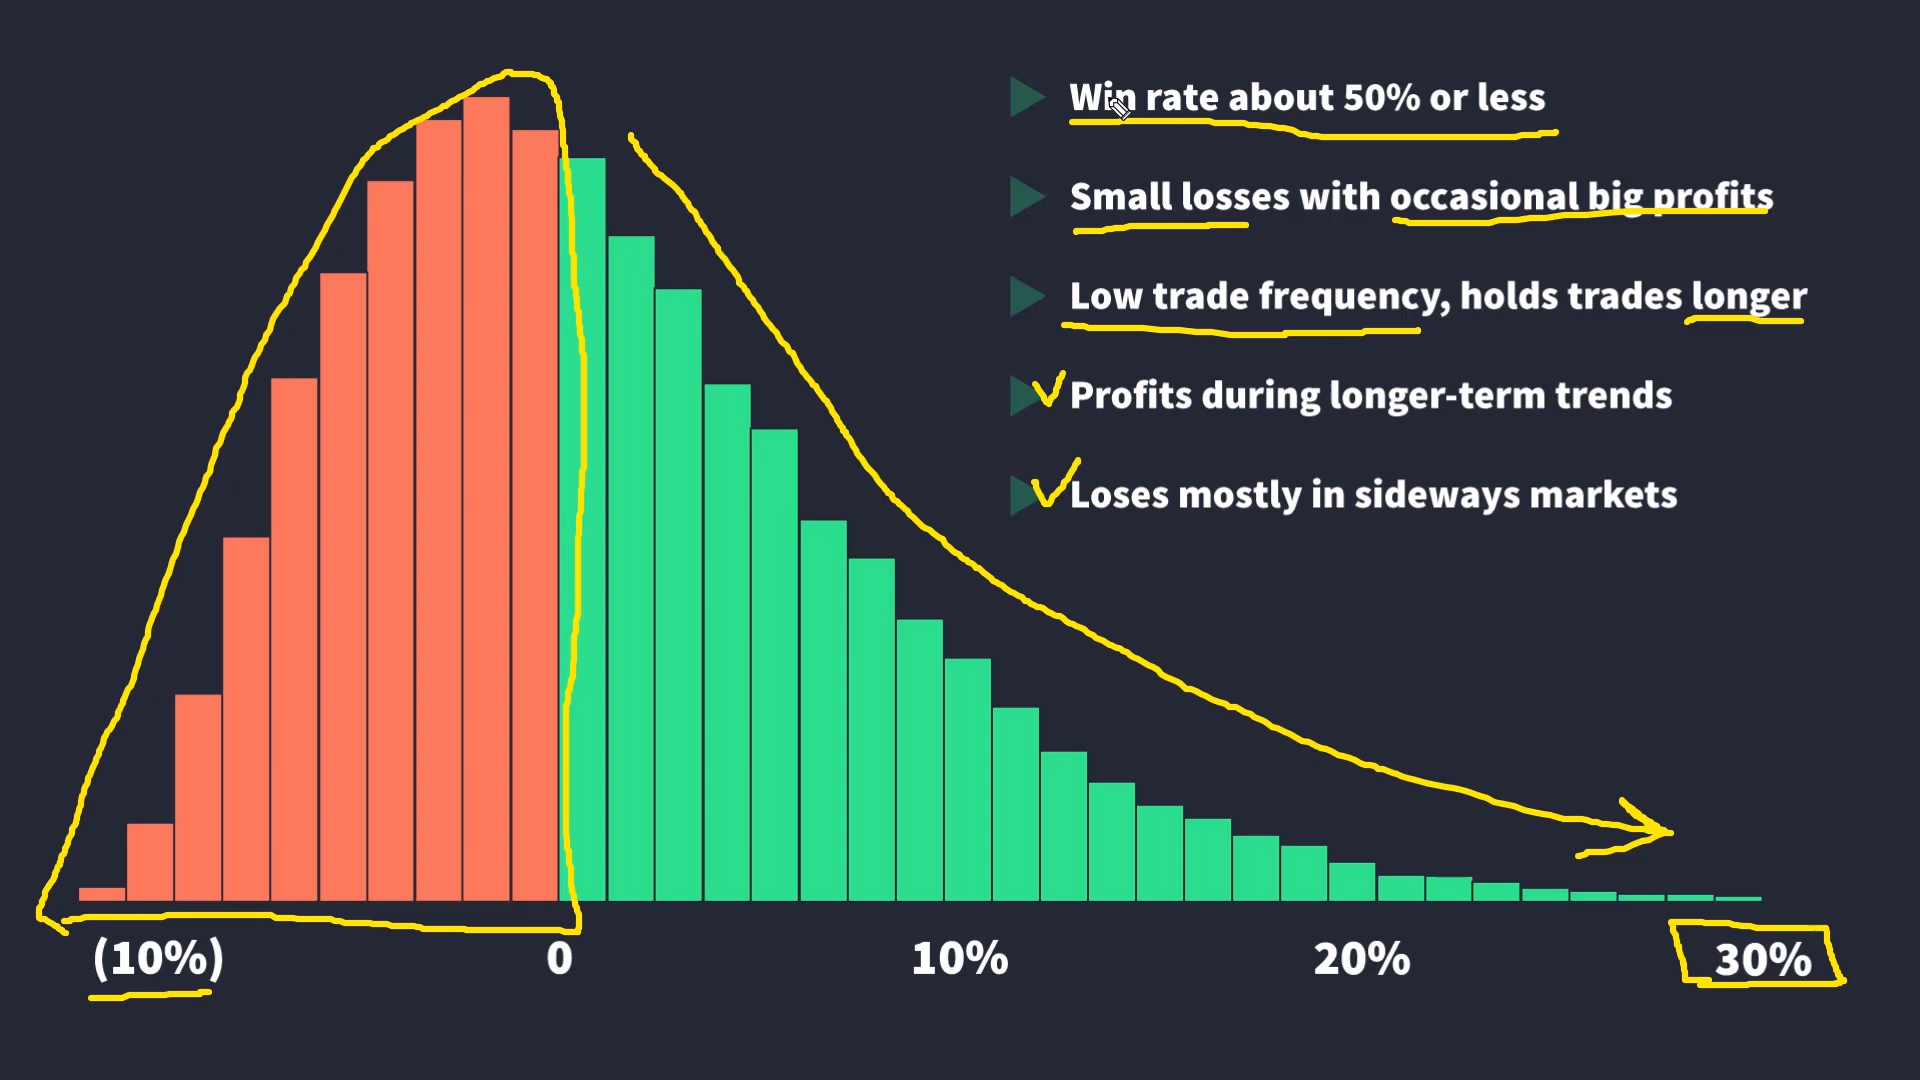 Win rate about 50% or less
Small losses with occasional big profits
Low trade frequency, holds trades longer
Profits during longer-term trends
Loses mostly in sideways markets
(10%) 0 10% 20% 30%